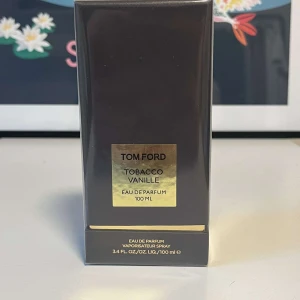 S
TOM FORD
TOBACCO
VANILLE
EAU DE PARFUM
100 ML
EAU DE PARFUM
VAPORISATEUR SPRAY
3.4 FL.OZ./OZ. LIQ./100 ml ℮